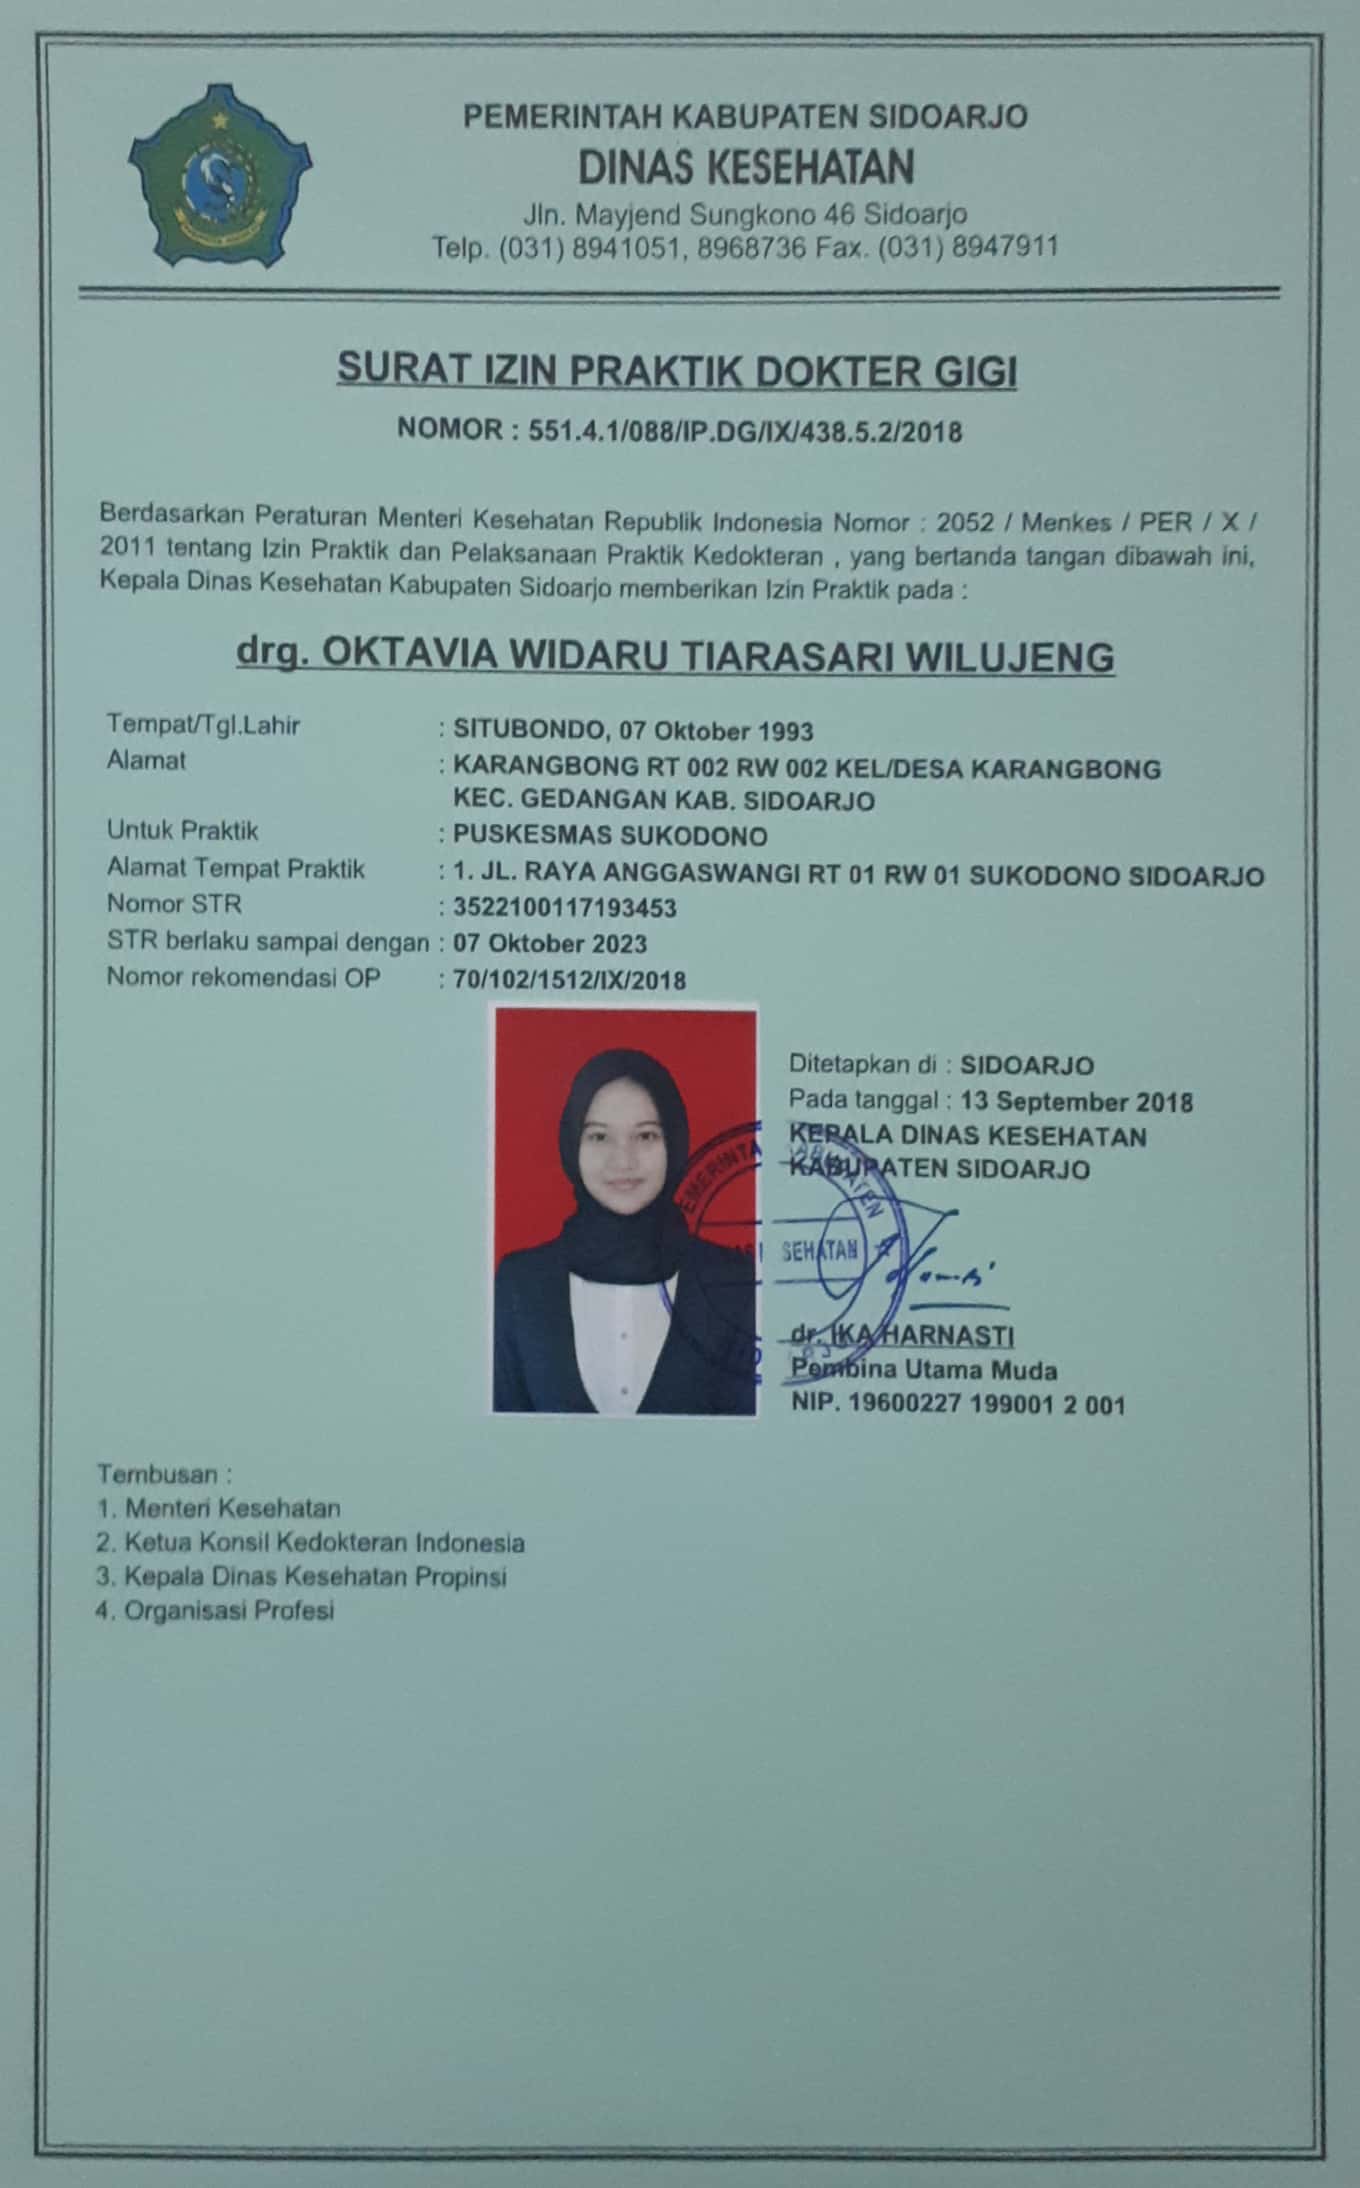 PEMERINTAH KABUPATEN SIDOARJO
DINAS KESEHATAN
Jln. Mayjend Sungkono 46 Sidoarjo
Telp. (031) 8941051, 8968736 Fax. (031) 8947911
SURAT IZIN PRAKTIK DOKTER GIGI
NOMOR : 551.4.1/088/IP.DG/IX/438.5.2/2018
Berdasarkan Peraturan Menteri Kesehatan Republik Indonesia Nomor : 2052 / Menkes / PER / X /
2011 tentang Izin Praktik dan Pelaksanaan Praktik Kedokteran , yang bertanda tangan dibawah ini,
Kepala Dinas Kesehatan Kabupaten Sidoarjo memberikan Izin Praktik pada :
drg. OKTAVIA WIDARU TIARASARI WILUJENG
Tempat/Tgl.Lahir : SITUBONDO, 07 Oktober 1993
Alamat : KARANGBONG RT 002 RW 002 KEL/DESA KARANGBONG
KEC. GEDANGAN KAB. SIDOARJO
Untuk Praktik : PUSKESMAS SUKODONO
Alamat Tempat Praktik : 1. JL. RAYA ANGGASWANGI RT 01 RW 01 SUKODONO SIDOARJO
Nomor STR : 3522100117193453
STR berlaku sampai dengan : 07 Oktober 2023
Nomor rekomendasi OP : 70/102/1512/IX/2018
Ditetapkan di : SIDOARJO
Pada tanggal : 13 September 2018
KEPALA DINAS KESEHATAN
KABUPATEN SIDOARJO
dr. IKA HARNASTI
Pembina Utama Muda
NIP. 19600227 199001 2 001
Tembusan :
1. Menteri Kesehatan
2. Ketua Konsil Kedokteran Indonesia
3. Kepala Dinas Kesehatan Propinsi
4. Organisasi Profesi